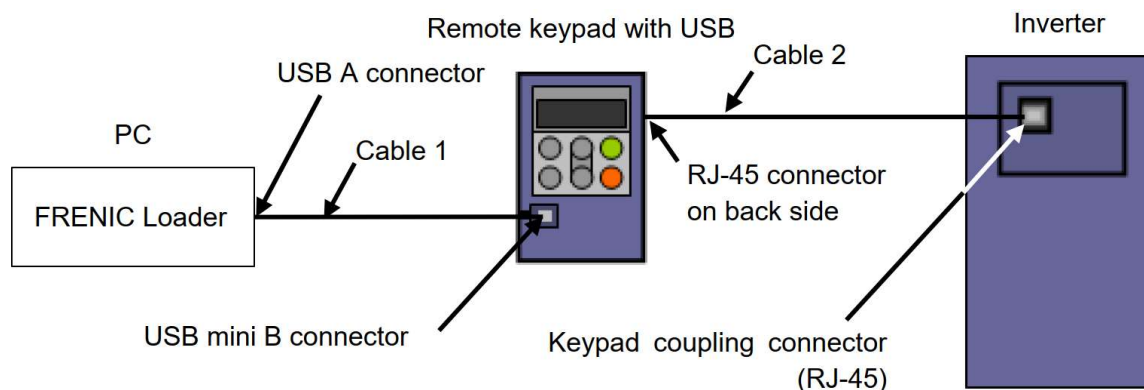 Inverter
Remote keypad with USB
Cable 2
USB A connector
PC
Cable 1
FRENIC Loader
RJ-45 connector
on back side
USB mini B connector
Keypad coupling connector
(RJ-45)